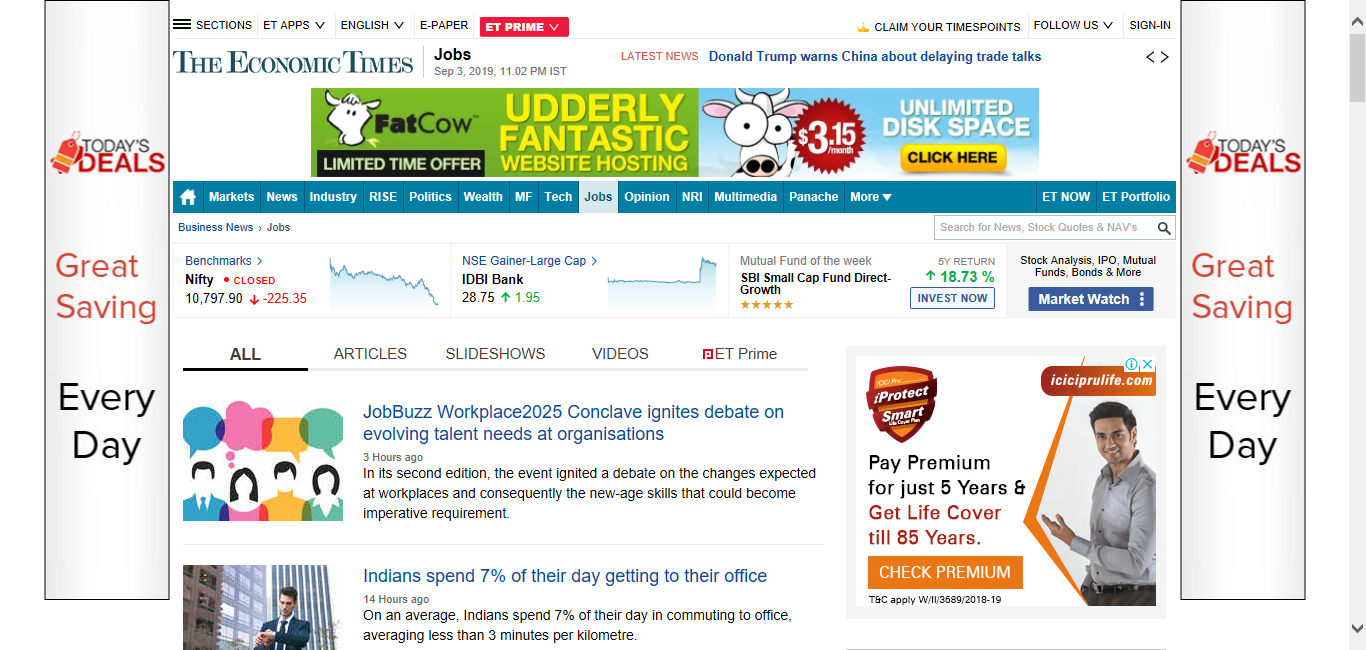 SECTIONS ET APPS ENGLISH E-PAPER ET PRIME CLAIM YOUR TIMESPOINTS FOLLOW US SIGN-IN
THE ECONOMIC TIMES
Jobs
Sep 3, 2019, 11.02 PM IST
LATEST NEWS Donald Trump warns China about delaying trade talks
FatCow™
LIMITED TIME OFFER
UDDERLY
FANTASTIC
WEBSITE HOSTING
$3.15
/month
UNLIMITED
DISK SPACE
CLICK HERE
TODAY'S
DEALS
Great
Saving
Every
Day
Markets News Industry RISE Politics Wealth MF Tech Jobs Opinion NRI Multimedia Panache More ET NOW ET Portfolio
Business News › Jobs
Search for News, Stock Quotes & NAV's
Benchmarks
Nifty CLOSED
10,797.90 -225.35
NSE Gainer-Large Cap
IDBI Bank
28.75 1.95
Mutual Fund of the week
SBI Small Cap Fund Direct-
Growth
5Y RETURN
18.73 %
INVEST NOW
Stock Analysis, IPO, Mutual
Funds, Bonds & More
Market Watch
ALL ARTICLES SLIDESHOWS VIDEOS ET Prime
JobBuzz Workplace2025 Conclave ignites debate on
evolving talent needs at organisations
3 Hours ago
In its second edition, the event ignited a debate on the changes expected
at workplaces and consequently the new-age skills that could become
imperative requirement.
Indians spend 7% of their day getting to their office
14 Hours ago
On an average, Indians spend 7% of their day in commuting to office,
averaging less than 3 minutes per kilometre.
iciciprulife.com
ICICI Pru
iProtect
Smart
Life Cover Plan
Pay Premium
for just 5 Years &
Get Life Cover
till 85 Years.
CHECK PREMIUM
T&C apply W/II/3689/2018-19
TODAY'S
DEALS
Great
Saving
Every
Day